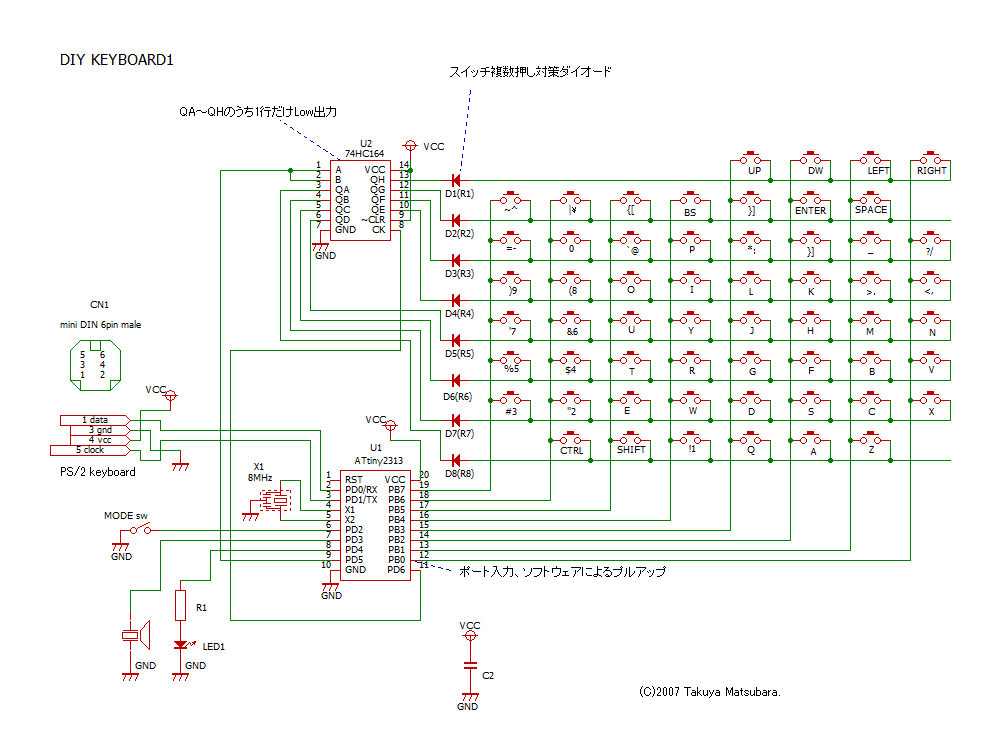 DIY KEYBOARD1
スイッチ複数押し対策ダイオード
QA～QHのうち1行だけLow出力
U2
74HC164
VCC
1 A VCC 14
2 B QH 13
3 QA QG 12
4 QB QF 11
5 QC QE 10
6 QD ~CLR 9
7 GND CK 8
GND
D1(R1)
D2(R2)
D3(R3)
D4(R4)
D5(R5)
D6(R6)
D7(R7)
D8(R8)
UP DW LEFT RIGHT
~^ |¥ {[ BS }] ENTER SPACE
=- 0 `@ P *: }] _ ?/
)9 (8 O I L K >. <,
'7 &6 U Y J H M N
%5 $4 T R G F B V
#3 "2 E W D S C X
CTRL SHIFT !1 Q A Z
CN1
mini DIN 6pin male
5 6
3 4
1 2
VCC
1 data
3 gnd
4 vcc
5 clock
PS/2 keyboard
VCC
U1
ATtiny2313
1 RST VCC 20
2 PD0/RX PB7 19
3 PD1/TX PB6 18
4 X1 PB5 17
5 X2 PB4 16
6 PD2 PB3 15
7 PD3 PB2 14
8 PD4 PB1 13
9 PD5 PB0 12
10 GND PD6 11
GND
X1
8MHz
MODE sw
GND
ポート入力、ソフトウェアによるプルアップ
R1
LED1
GND
GND
VCC
C2
GND
(C)2007 Takuya Matsubara.